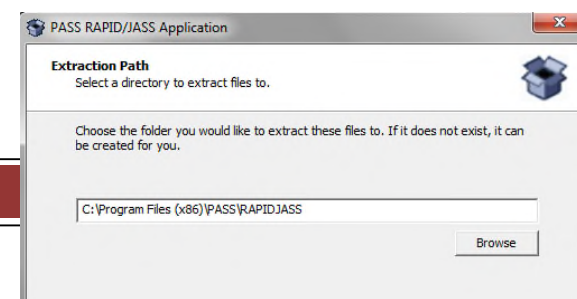 PASS RAPID/JASS Application
Extraction Path
Select a directory to extract files to.
Choose the folder you would like to extract these files to. If it does not exist, it can
be created for you.
C:\Program Files (x86)\PASS\RAPIDJASS
Browse